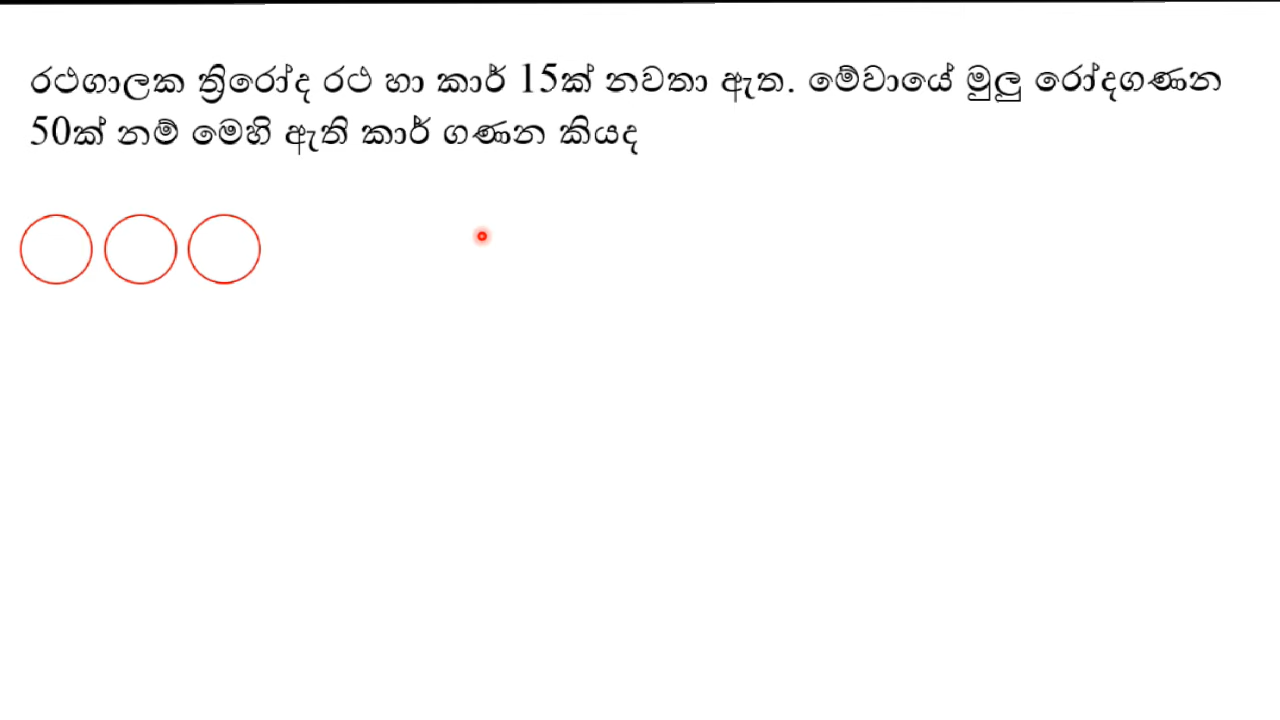 රථගාලක ත්‍රිරෝද රථ හා කාර් 15ක් නවතා ඇත. මේවායේ මුලු රෝදගණන
50ක් නම් මෙහි ඇති කාර් ගණන කියද